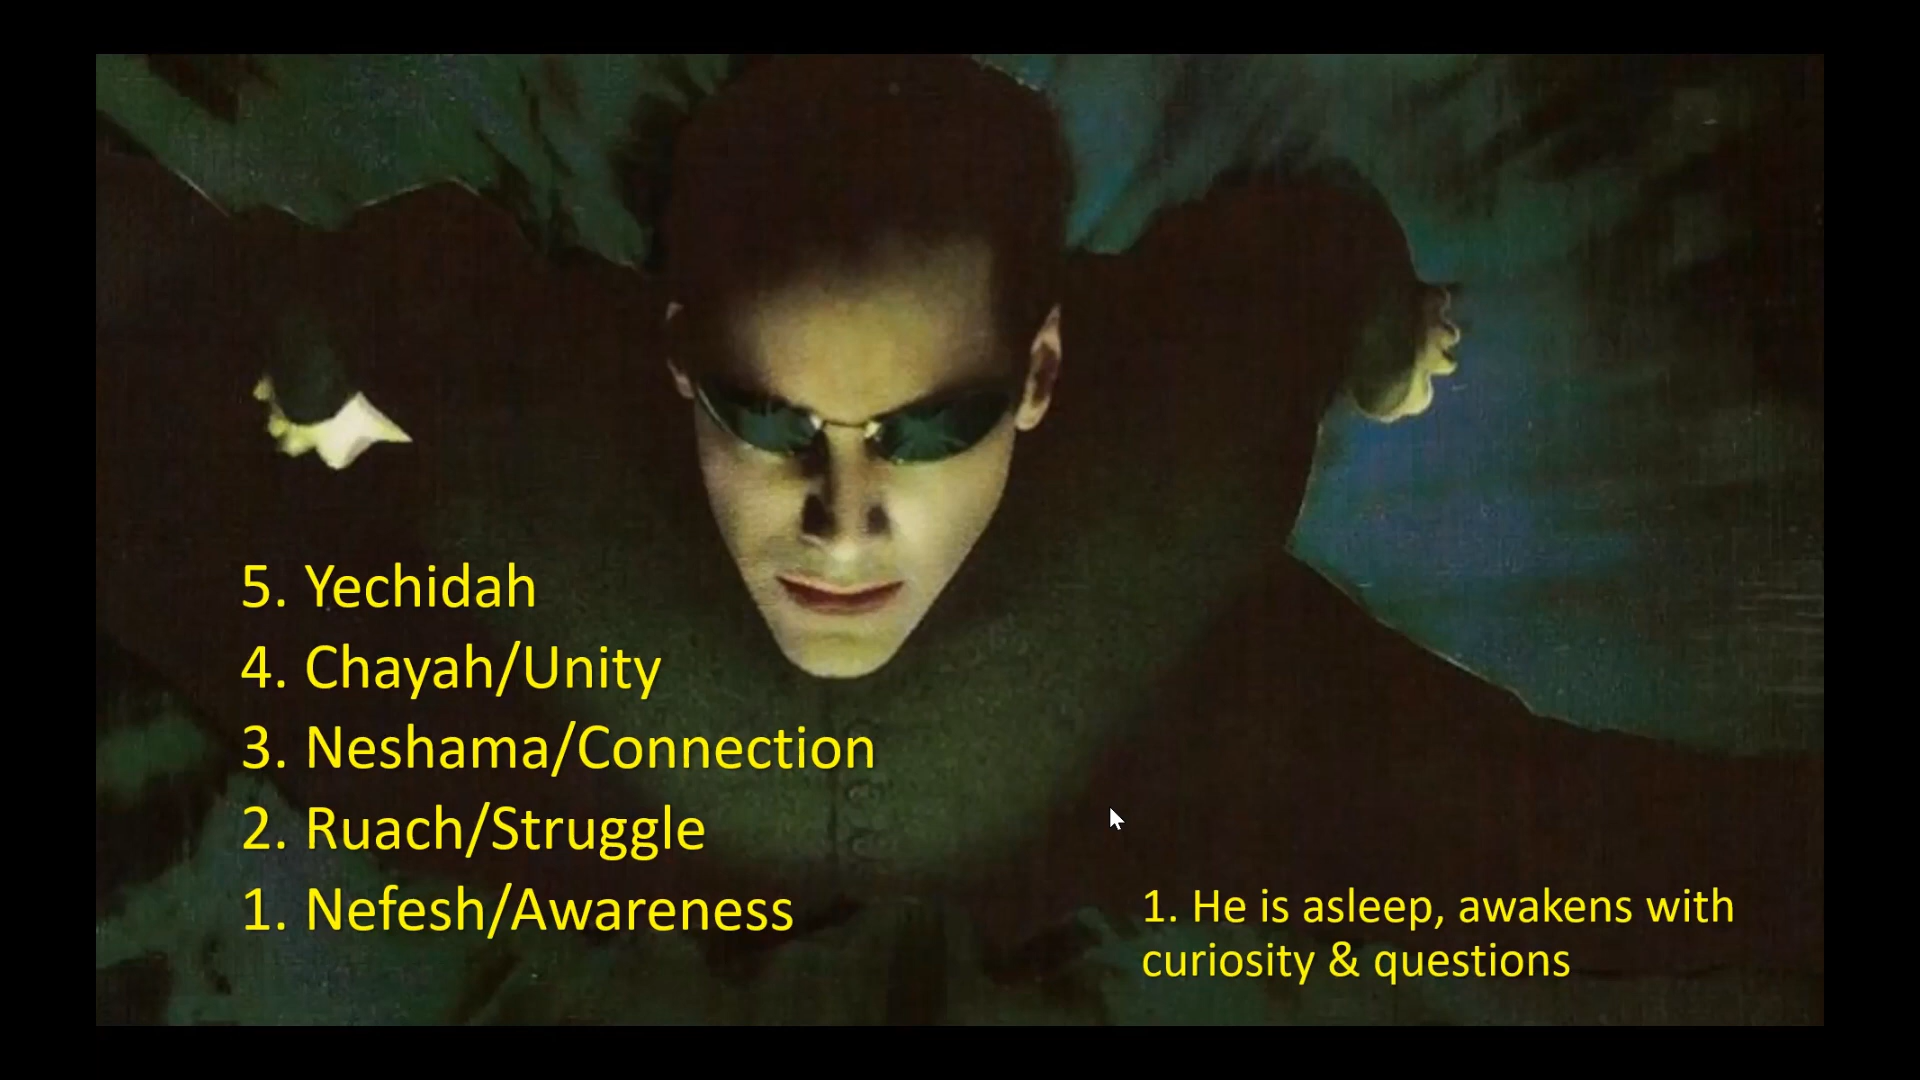 5. Yechidah
4. Chayah/Unity
3. Neshama/Connection
2. Ruach/Struggle
1. Nefesh/Awareness
1. He is asleep, awakens with
curiosity & questions